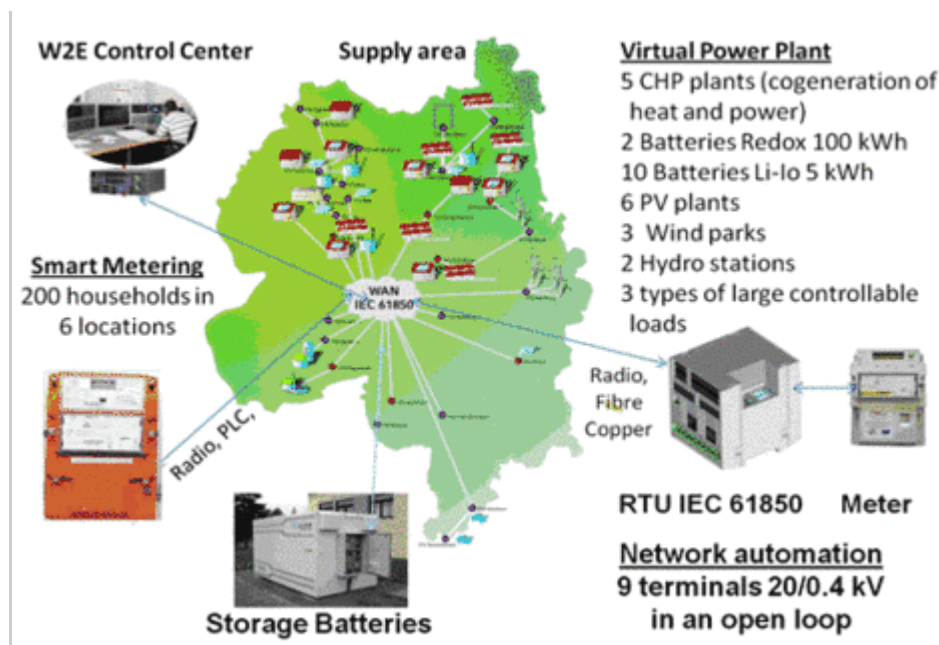 W2E Control Center
Supply area
Virtual Power Plant
5 CHP plants (cogeneration of
heat and power)
2 Batteries Redox 100 kWh
10 Batteries Li-Io 5 kWh
6 PV plants
3 Wind parks
2 Hydro stations
3 types of large controllable
loads
Smart Metering
200 households in
6 locations
WAN
IEC 61850
Radio, PLC,
Radio,
Fibre
Copper
RTU IEC 61850
Meter
Network automation
9 terminals 20/0.4 kV
in an open loop
Storage Batteries